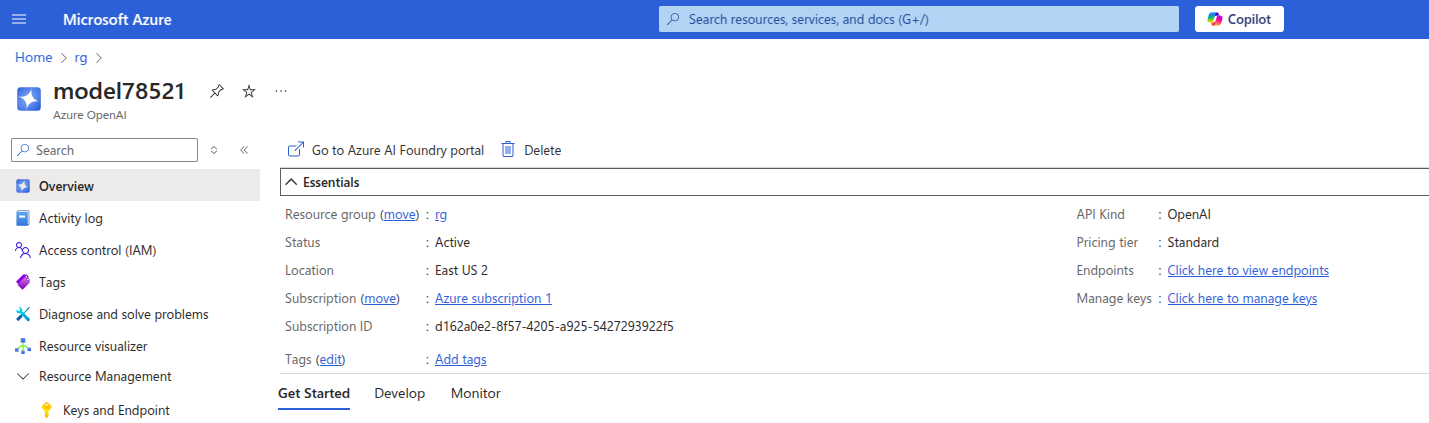 Microsoft Azure
Search resources, services, and docs (G+/)
Copilot
Home > rg >
model78521
Azure OpenAI
Search
Go to Azure AI Foundry portal
Delete
Overview
Activity log
Access control (IAM)
Tags
Diagnose and solve problems
Resource visualizer
Resource Management
Keys and Endpoint
Essentials
Resource group (move) : rg
Status : Active
Location : East US 2
Subscription (move) : Azure subscription 1
Subscription ID : d162a0e2-8f57-4205-a925-5427293922f5
Tags (edit) : Add tags
API Kind : OpenAI
Pricing tier : Standard
Endpoints : Click here to view endpoints
Manage keys : Click here to manage keys
Get Started Develop Monitor